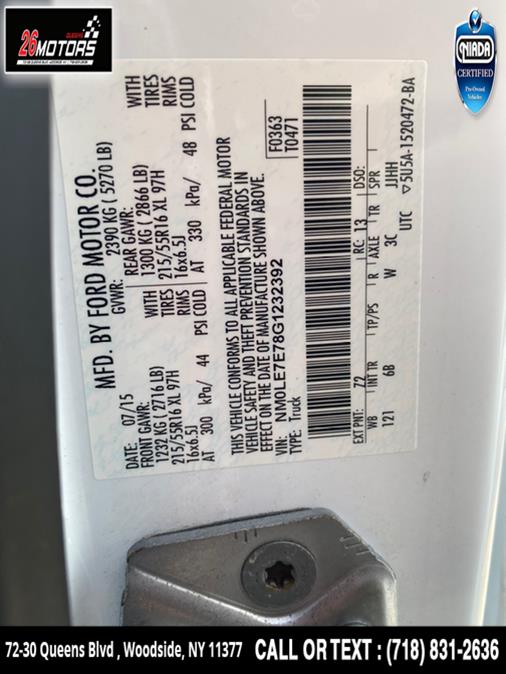 QUEENS
26MOTORS
NIADA
CERTIFIED
Pre-Owned
Vehicles
MFD. BY FORD MOTOR CO.
DATE: 07/15
GVWR: 2390 KG ( 5270 LB)
FRONT GAWR: REAR GAWR: WITH
1232 KG ( 2716 LB) 1300 KG ( 2866 LB) TIRES
215/55R16 XL 97H 215/55R16 XL 97H RIMS
16x6.5J 16x6.5J
AT 300 kPa/ 44 PSI COLD AT 330 kPa/ 48 PSI COLD
WITH
TIRES
RIMS
THIS VEHICLE CONFORMS TO ALL APPLICABLE FEDERAL MOTOR
VEHICLE SAFETY AND THEFT PREVENTION STANDARDS IN
EFFECT ON THE DATE OF MANUFACTURE SHOWN ABOVE.
VIN: NM0LE7E78G1232392
TYPE: Truck
F0363
T0471
EXT PNT: Z2 RC: 13 DSO:
WB INT TR TP/PS R AXLE TR SPR
121 6B W 3C JJHH
UTC ▽5U5A-1520472-BA
72-30 Queens Blvd , Woodside, NY 11377 CALL OR TEXT : (718) 831-2636